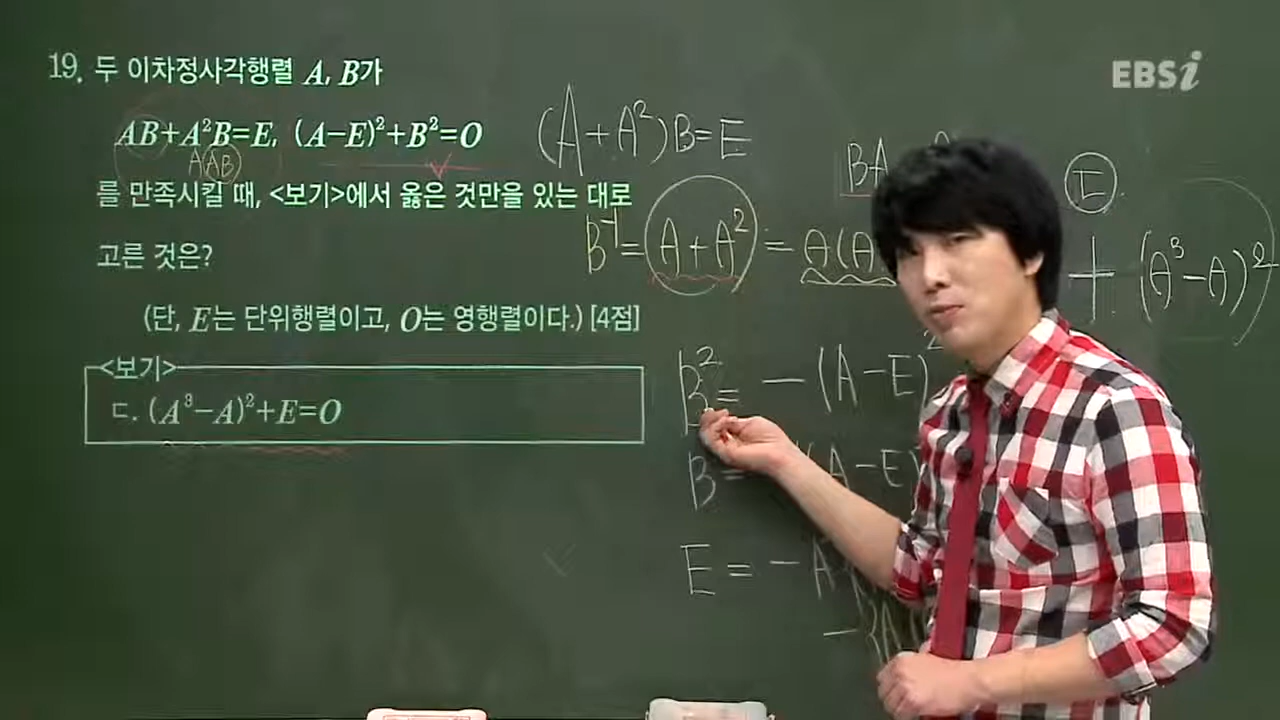 19. 두 이차정사각행렬 A, B가
AB+A²B=E, (A-E)²+B²=O
AAB
를 만족시킬 때, <보기>에서 옳은 것만을 있는 대로
고른 것은?
(단, E는 단위행렬이고, O는 영행렬이다.) [4점]
<보기>
ㄷ. (A³-A)²+E=O
EBSi
(A+A²)B=E
BA
E
B⁻¹=(A+A²)=A(A
+(A³-A)²
B²= -(A-E)²
B= (A-E)
E = -A
-3A